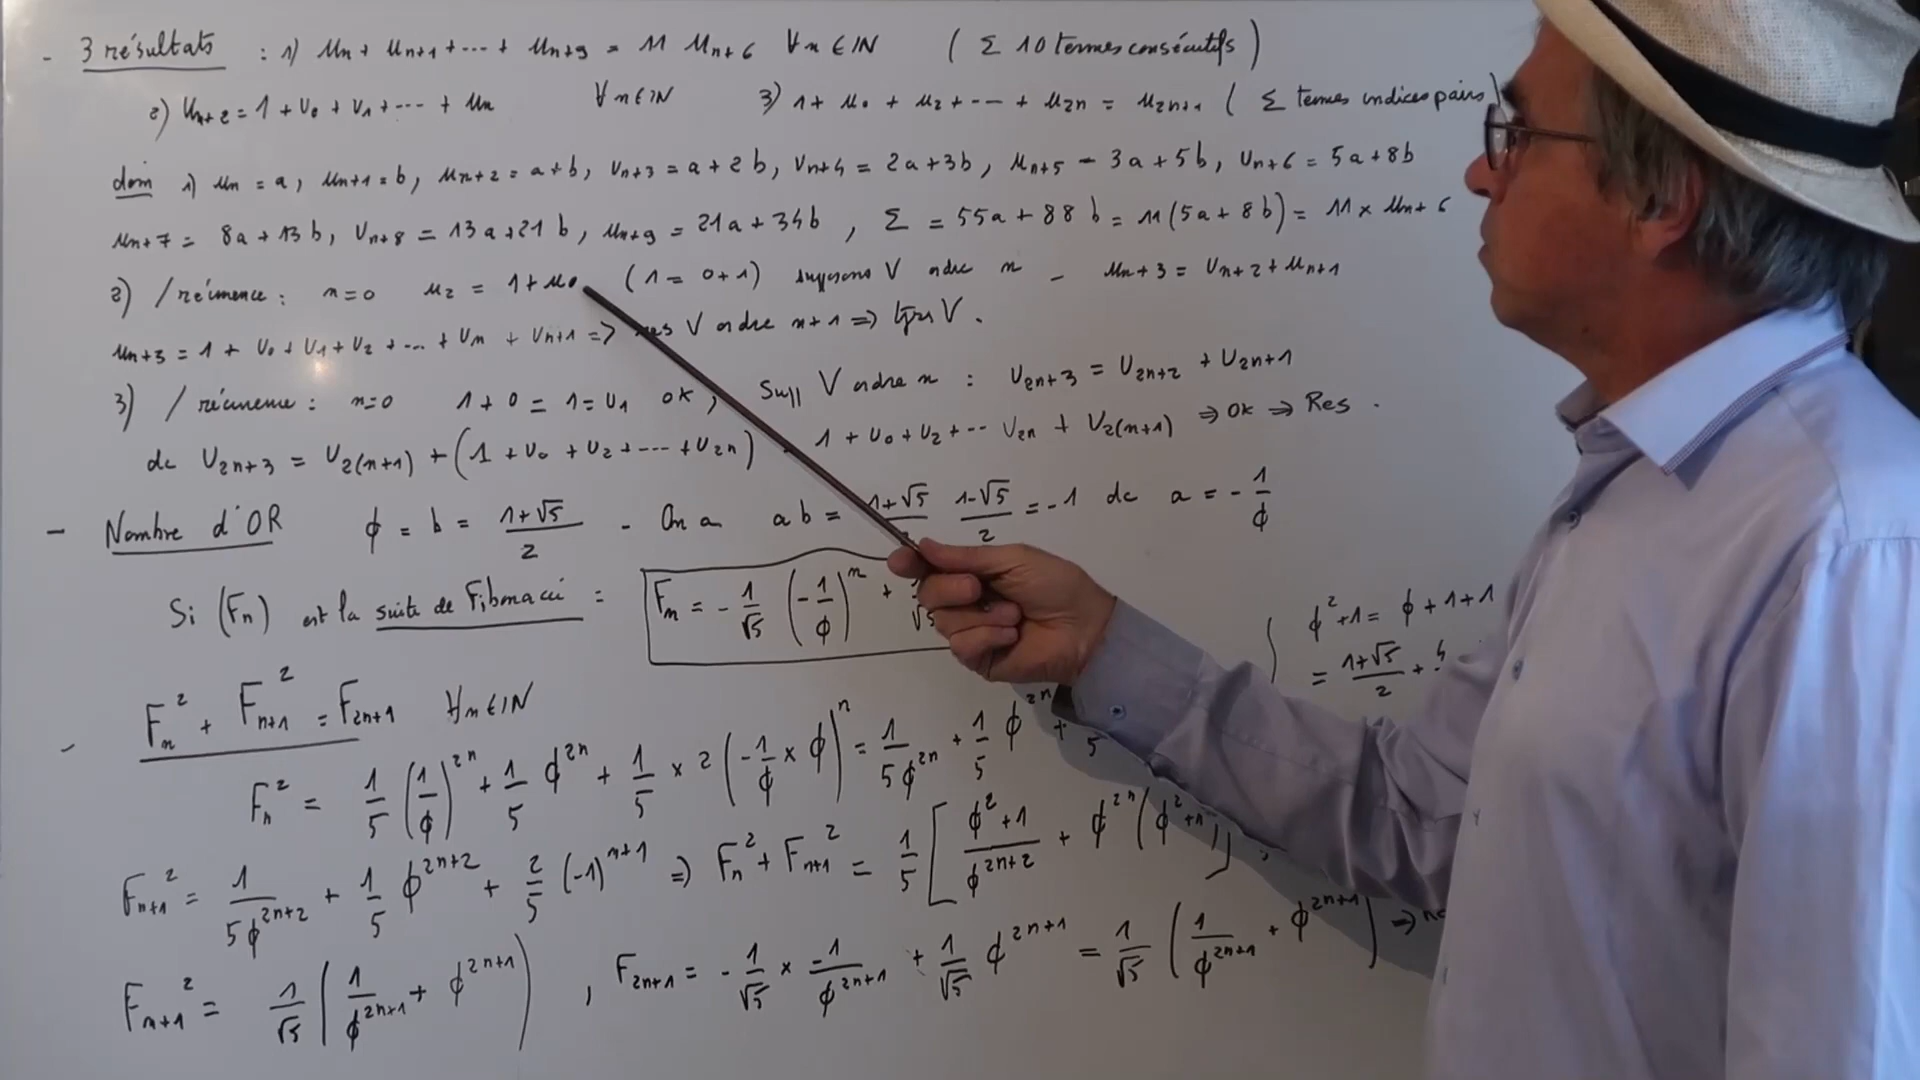 - 3 résultats : 1) un + un+1 + --- + un+9 = 11 un+6 ∀n ∈ IN ( Σ 10 termes consécutifs )
2) un+2 = 1 + u0 + u1 + --- + un ∀n ∈ IN 3) 1 + u0 + u2 + --- + u2n = u2n+1 ( Σ termes indices pairs )
dem 1) un = a, un+1 = b, un+2 = a+b, un+3 = a+2b, un+4 = 2a+3b, un+5 = 3a+5b, un+6 = 5a+8b
un+7 = 8a+13b, un+8 = 13a+21b, un+9 = 21a+34b, Σ = 55a + 88b = 11(5a+8b) = 11 × un+6
2) /récurrence : n=0 u2 = 1+u0 (1 = 0+1) supposons V ordre n - un+3 = un+2 + un+1
un+3 = 1 + u0 + u1 + u2 + --- + un + un+1 => res V ordre n+1 => tjrs V.
3) /récurrence : n=0 1+0 = 1 = u1 ok, Supp V ordre n : u2n+3 = u2n+2 + u2n+1
dc u2n+3 = u2(n+1) + (1 + u0 + u2 + --- + u2n) 1 + u0 + u2 + -- u2n + u2(n+1) => ok => Res.
- Nombre d'OR ϕ = b = (1+√5)/2 - On a ab = (1+√5)/2 (1-√5)/2 = -1 dc a = -1/ϕ
Si (Fn) est la suite de Fibonacci : Fn = -1/√5 (-1/ϕ)^n + 1/√5
ϕ² + 1 = ϕ + 1 + 1
= (1+√5)/2 +
- Fn² + Fn+1² = F2n+1 ∀n ∈ IN
Fn² = 1/5 (1/ϕ)^2n + 1/5 ϕ^2n + 1/5 × 2 (-1/ϕ × ϕ)^n = 1/(5ϕ^2n) + 1/5 ϕ^2n +
Fn+1² = 1/(5ϕ^2n+2) + 1/5 ϕ^2n+2 + 2/5 (-1)^n+1 => Fn² + Fn+1² = 1/5 [ (ϕ²+1)/ϕ^2n+2 + ϕ^2n (ϕ²+1) ]
Fn+1² = 1/√5 ( 1/ϕ^2n+1 + ϕ^2n+1 ), F2n+1 = -1/√5 × -1/ϕ^2n+1 + 1/√5 ϕ^2n+1 = 1/√5 ( 1/ϕ^2n+1 + ϕ^2n+1 ) =>